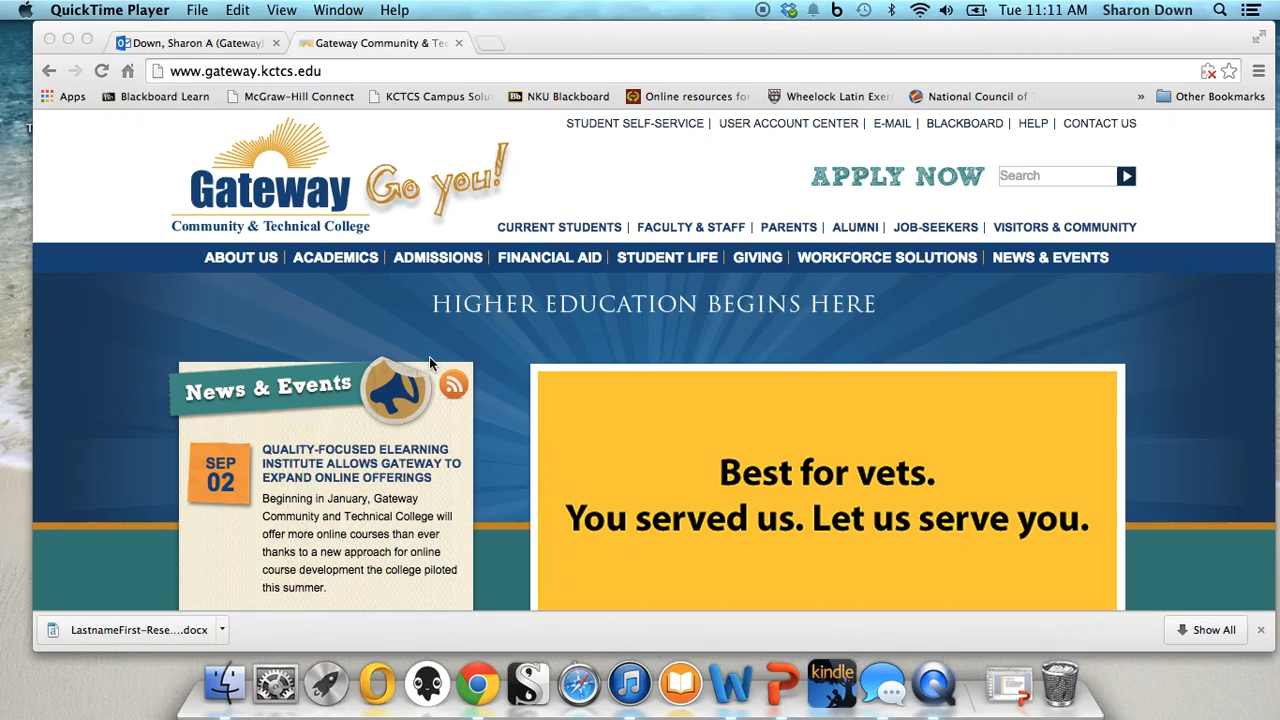 QuickTime Player File Edit View Window Help Tue 11:11 AM Sharon Down
Down, Sharon A (Gateway) Gateway Community & Te
www.gateway.kctcs.edu
Apps Bb Blackboard Learn McGraw-Hill Connect KCTCS Campus Solu Bb NKU Blackboard Online resources for Wheelock Latin Exer National Council of T » Other Bookmarks
STUDENT SELF-SERVICE | USER ACCOUNT CENTER | E-MAIL | BLACKBOARD | HELP | CONTACT US
Gateway Go you!
Community & Technical College
APPLY NOW Search
CURRENT STUDENTS | FACULTY & STAFF | PARENTS | ALUMNI | JOB-SEEKERS | VISITORS & COMMUNITY
ABOUT US | ACADEMICS | ADMISSIONS | FINANCIAL AID | STUDENT LIFE | GIVING | WORKFORCE SOLUTIONS | NEWS & EVENTS
HIGHER EDUCATION BEGINS HERE
News & Events
SEP
02
QUALITY-FOCUSED ELEARNING
INSTITUTE ALLOWS GATEWAY TO
EXPAND ONLINE OFFERINGS
Beginning in January, Gateway
Community and Technical College will
offer more online courses than ever
thanks to a new approach for online
course development the college piloted
this summer.
Best for vets.
You served us. Let us serve you.
LastnameFirst-Rese....docx Show All
kindle